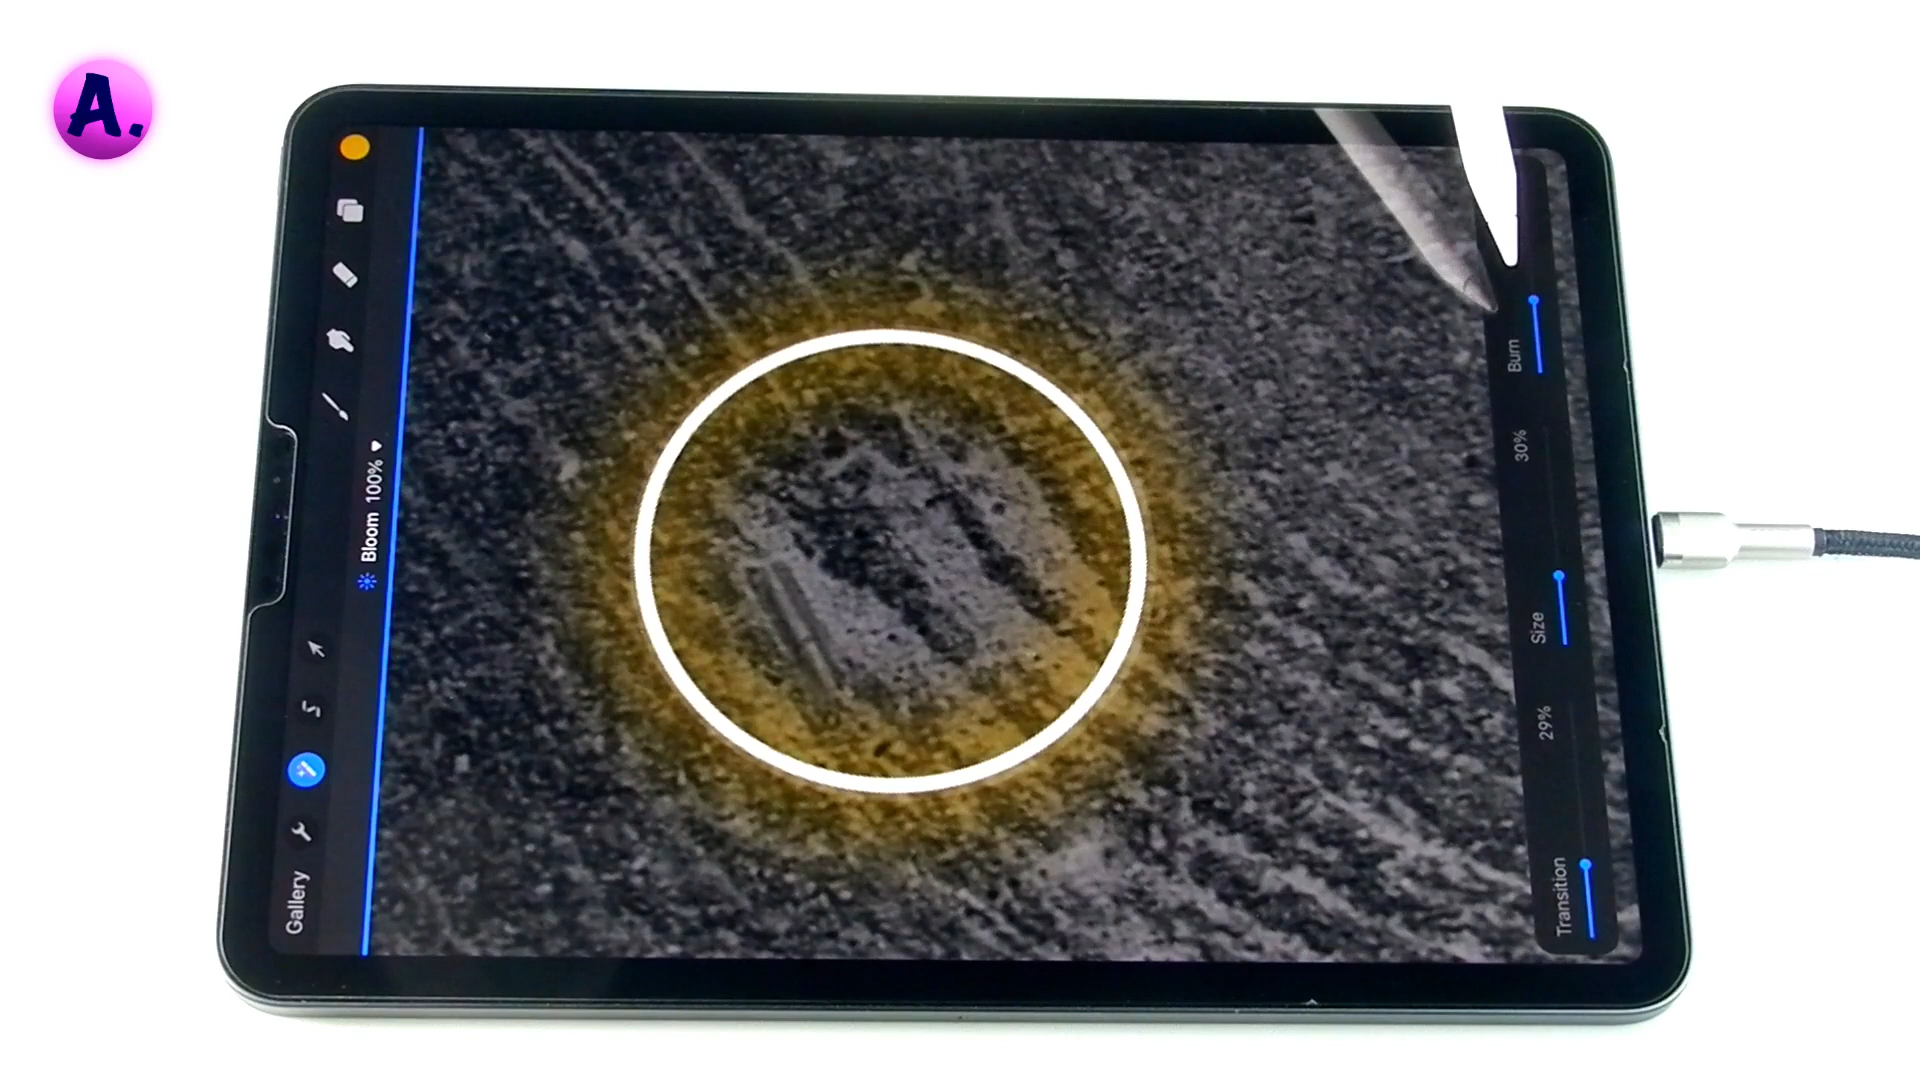 A.
Gallery
Bloom 100%
Transition
29%
Size
30%
Burn